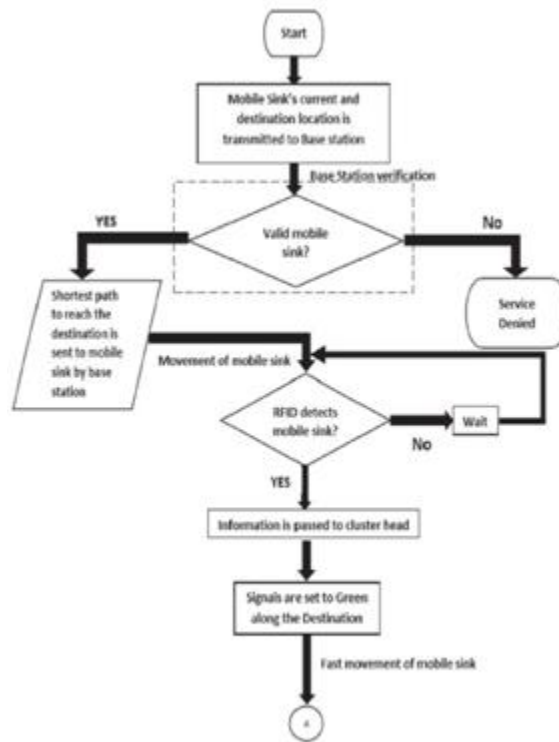 Start
Mobile Sink's current and
destination location is
transmitted to Base station
Base Station verification
YES
No
Valid mobile
sink?
Shortest path
to reach the
destination is
sent to mobile
sink by base
station
Service
Denied
Movement of mobile sink
RFID detects
mobile sink?
No
Wait
YES
Information is passed to cluster head
Signals are set to Green
along the Destination
Fast movement of mobile sink